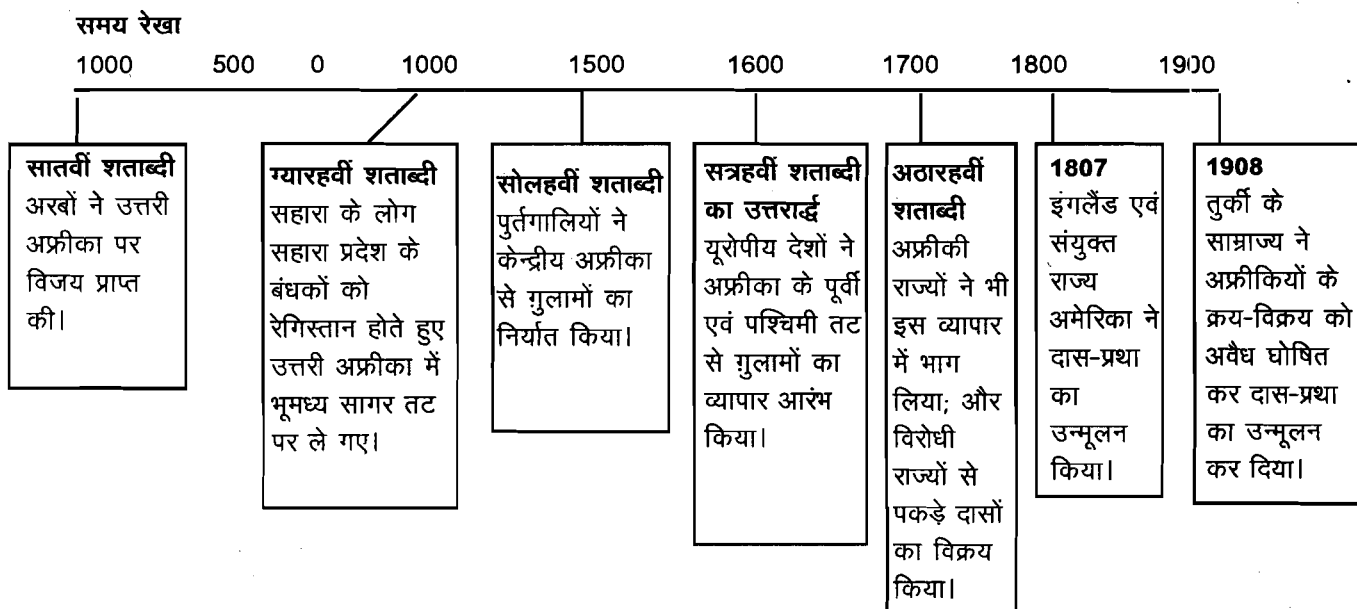 समय रेखा
1000 500 0 1000 1500 1600 1700 1800 1900
सातवीं शताब्दी
अरबों ने उत्तरी
अफ्रीका पर
विजय प्राप्त
की।
ग्यारहवीं शताब्दी
सहारा के लोग
सहारा प्रदेश के
बंधकों को
रेगिस्तान होते हुए
उत्तरी अफ्रीका में
भूमध्य सागर तट
पर ले गए।
सोलहवीं शताब्दी
पुर्तगालियों ने
केन्द्रीय अफ्रीका
से ग़ुलामों का
निर्यात किया।
सत्रहवीं शताब्दी
का उत्तरार्द्ध
यूरोपीय देशों ने
अफ्रीका के पूर्वी
एवं पश्चिमी तट
से ग़ुलामों का
व्यापार आरंभ
किया।
अठारहवीं
शताब्दी
अफ्रीकी
राज्यों ने भी
इस व्यापार
में भाग
लिया; और
विरोधी
राज्यों से
पकड़े दासों
का विक्रय
किया।
1807
इंगलैंड एवं
संयुक्त
राज्य
अमेरिका ने
दास-प्रथा
का
उन्मूलन
किया।
1908
तुर्की के
साम्राज्य ने
अफ्रीकियों के
क्रय-विक्रय को
अवैध घोषित
कर दास-प्रथा
का उन्मूलन
कर दिया।